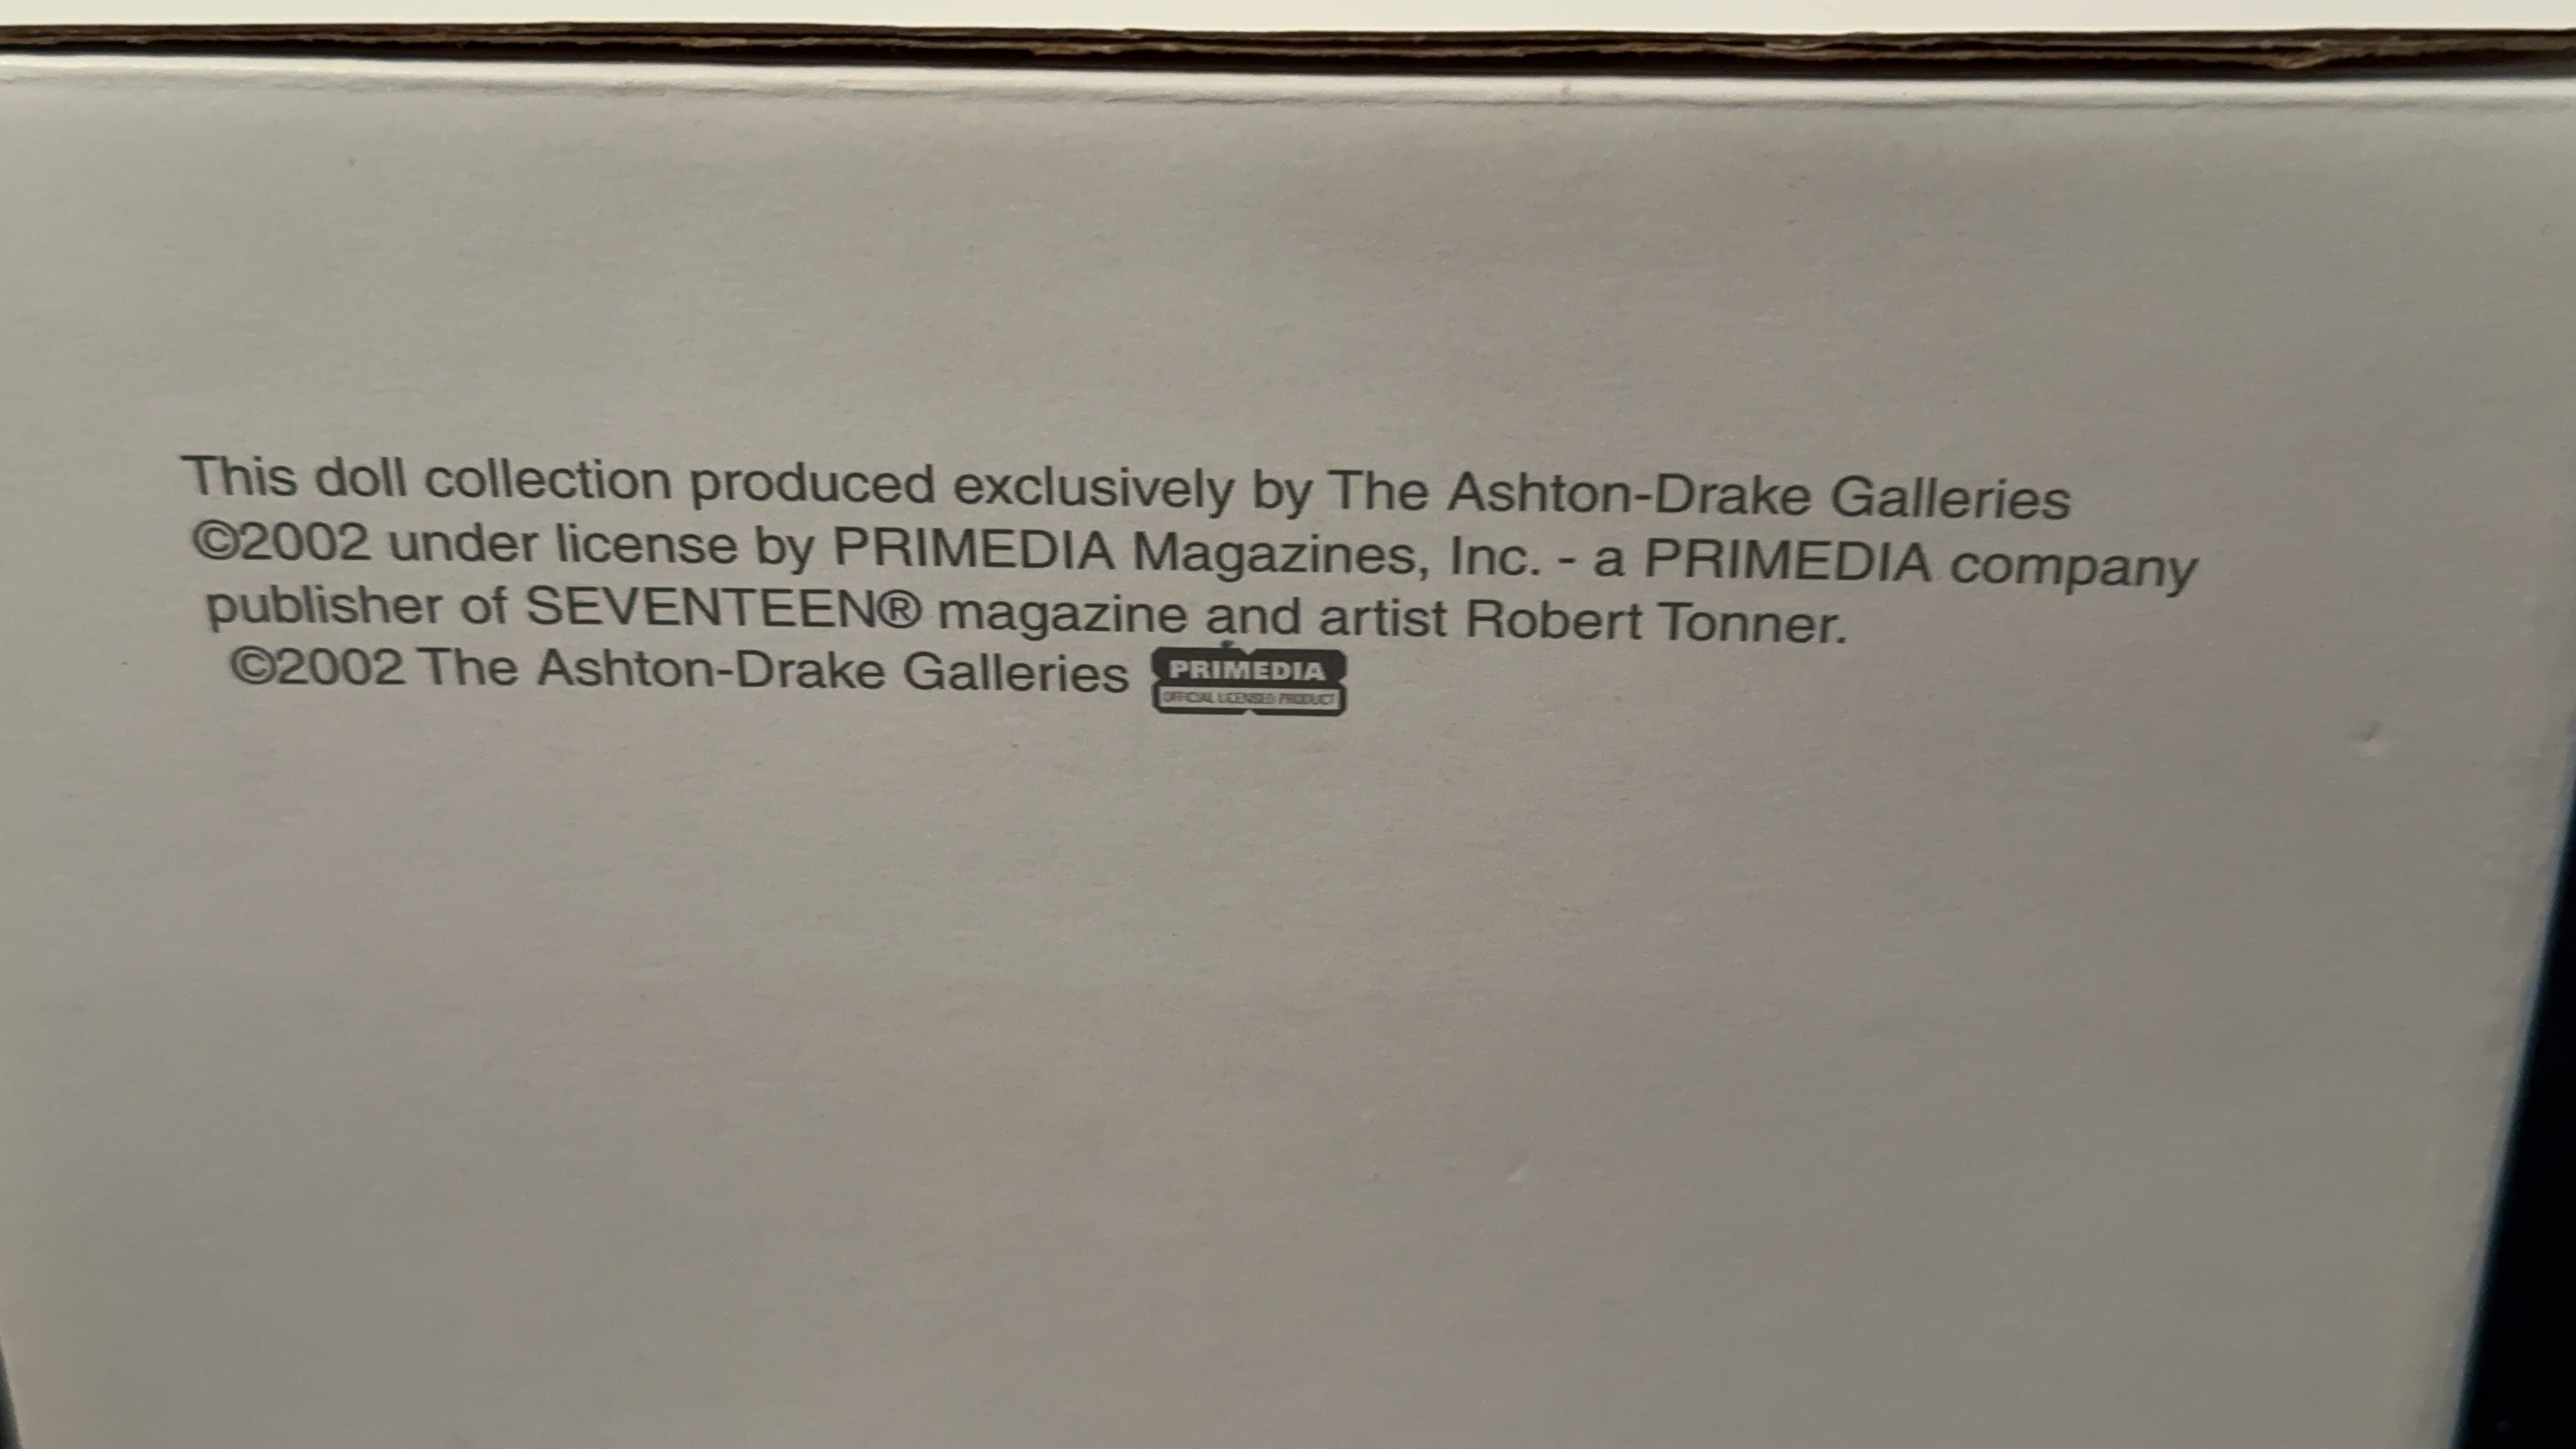 This doll collection produced exclusively by The Ashton-Drake Galleries
©2002 under license by PRIMEDIA Magazines, Inc. - a PRIMEDIA company
publisher of SEVENTEEN® magazine and artist Robert Tonner.
©2002 The Ashton-Drake Galleries PRIMEDIA
OFFICIAL LICENSED PRODUCT